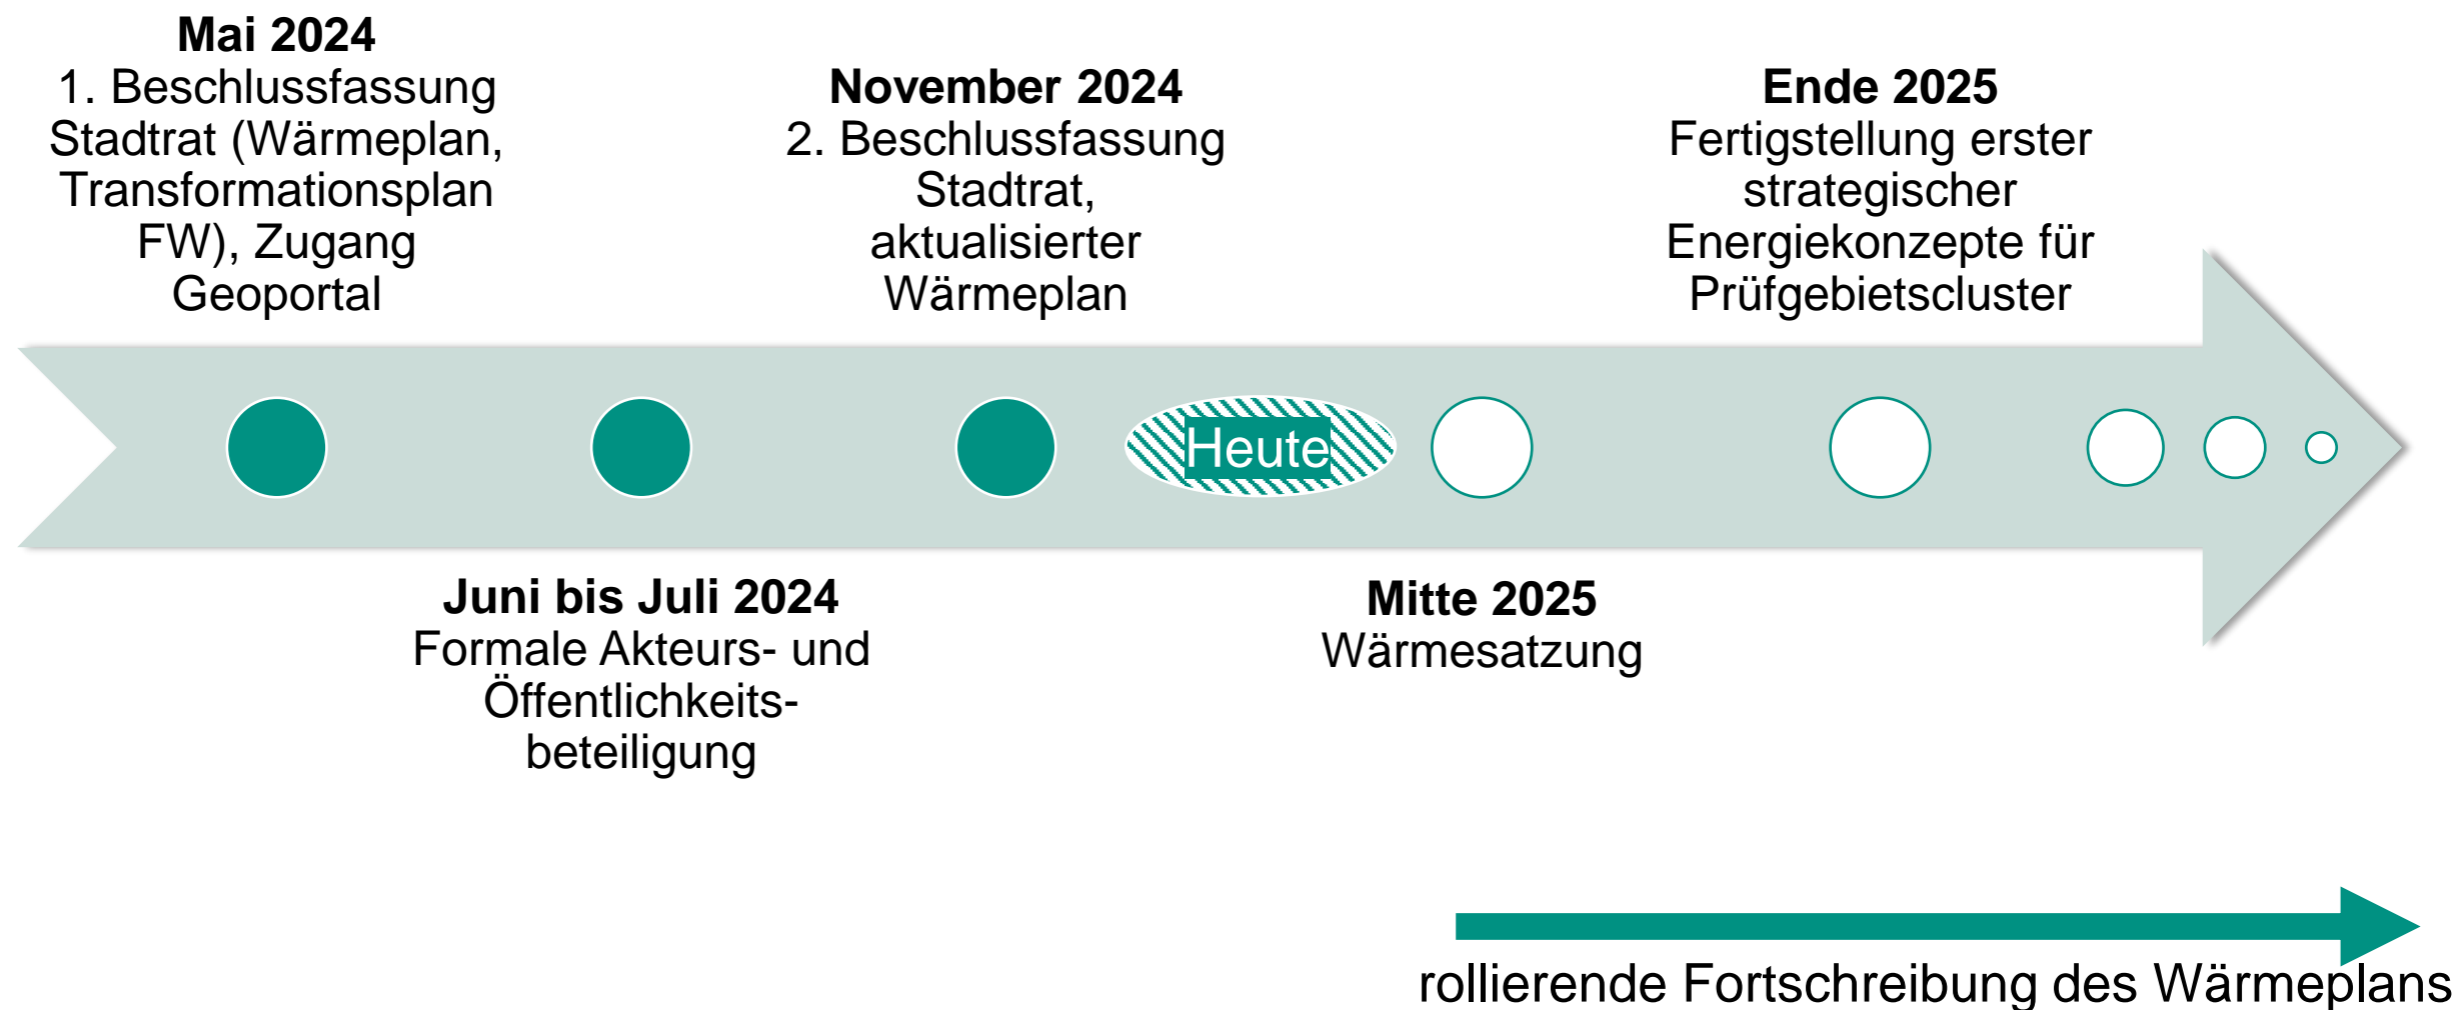 Mai 2024
1. Beschlussfassung
Stadtrat (Wärmeplan,
Transformationsplan
FW), Zugang
Geoportal
November 2024
2. Beschlussfassung
Stadtrat,
aktualisierter
Wärmeplan
Ende 2025
Fertigstellung erster
strategischer
Energiekonzepte für
Prüfgebietscluster
Heute
Juni bis Juli 2024
Formale Akteurs- und
Öffentlichkeits-
beteiligung
Mitte 2025
Wärmesatzung
rollierende Fortschreibung des Wärmeplans